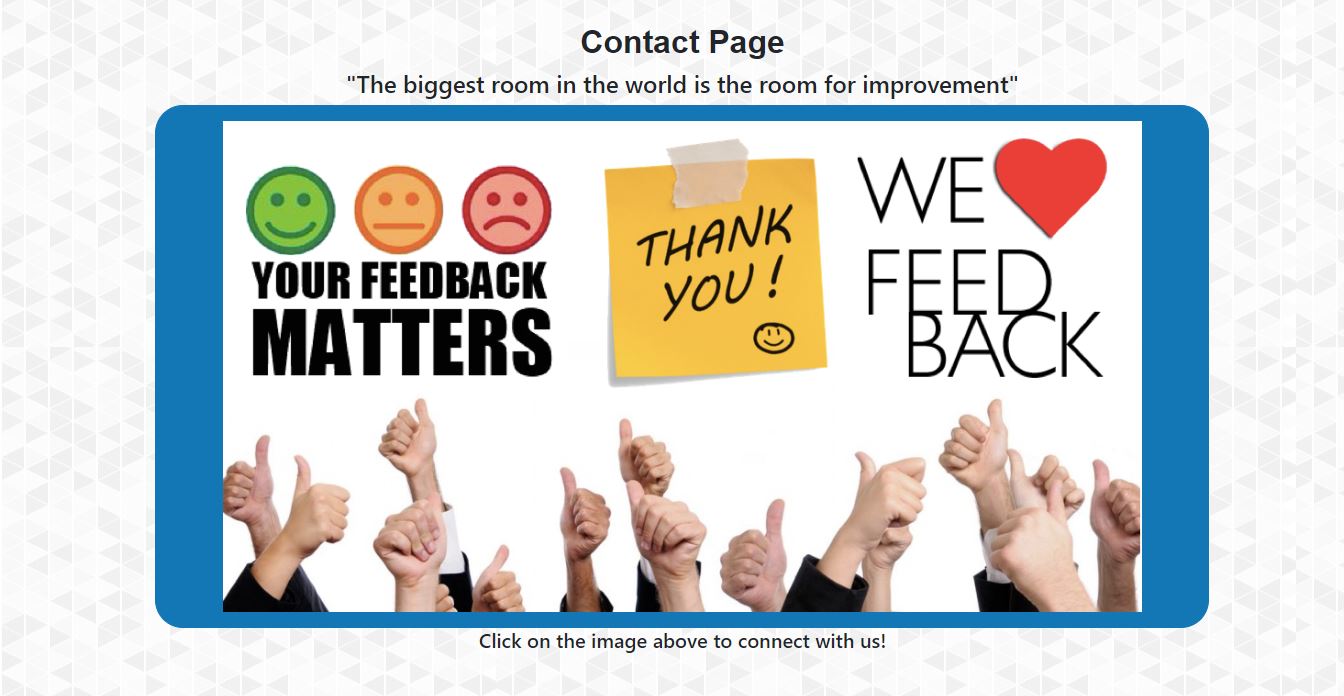 Contact Page
"The biggest room in the world is the room for improvement"
YOUR FEEDBACK
MATTERS
THANK
YOU !
WE
FEED
BACK
Click on the image above to connect with us!